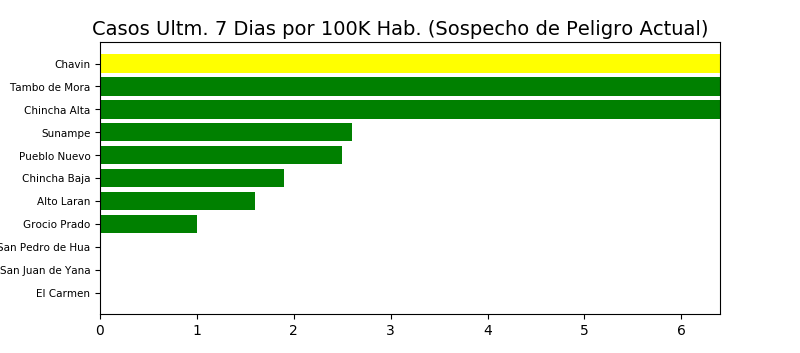 Casos Ultm. 7 Dias por 100K Hab. (Sospecho de Peligro Actual)
Chavin
Tambo de Mora
Chincha Alta
Sunampe
Pueblo Nuevo
Chincha Baja
Alto Laran
Grocio Prado
San Pedro de Hua
San Juan de Yana
El Carmen
0 1 2 3 4 5 6